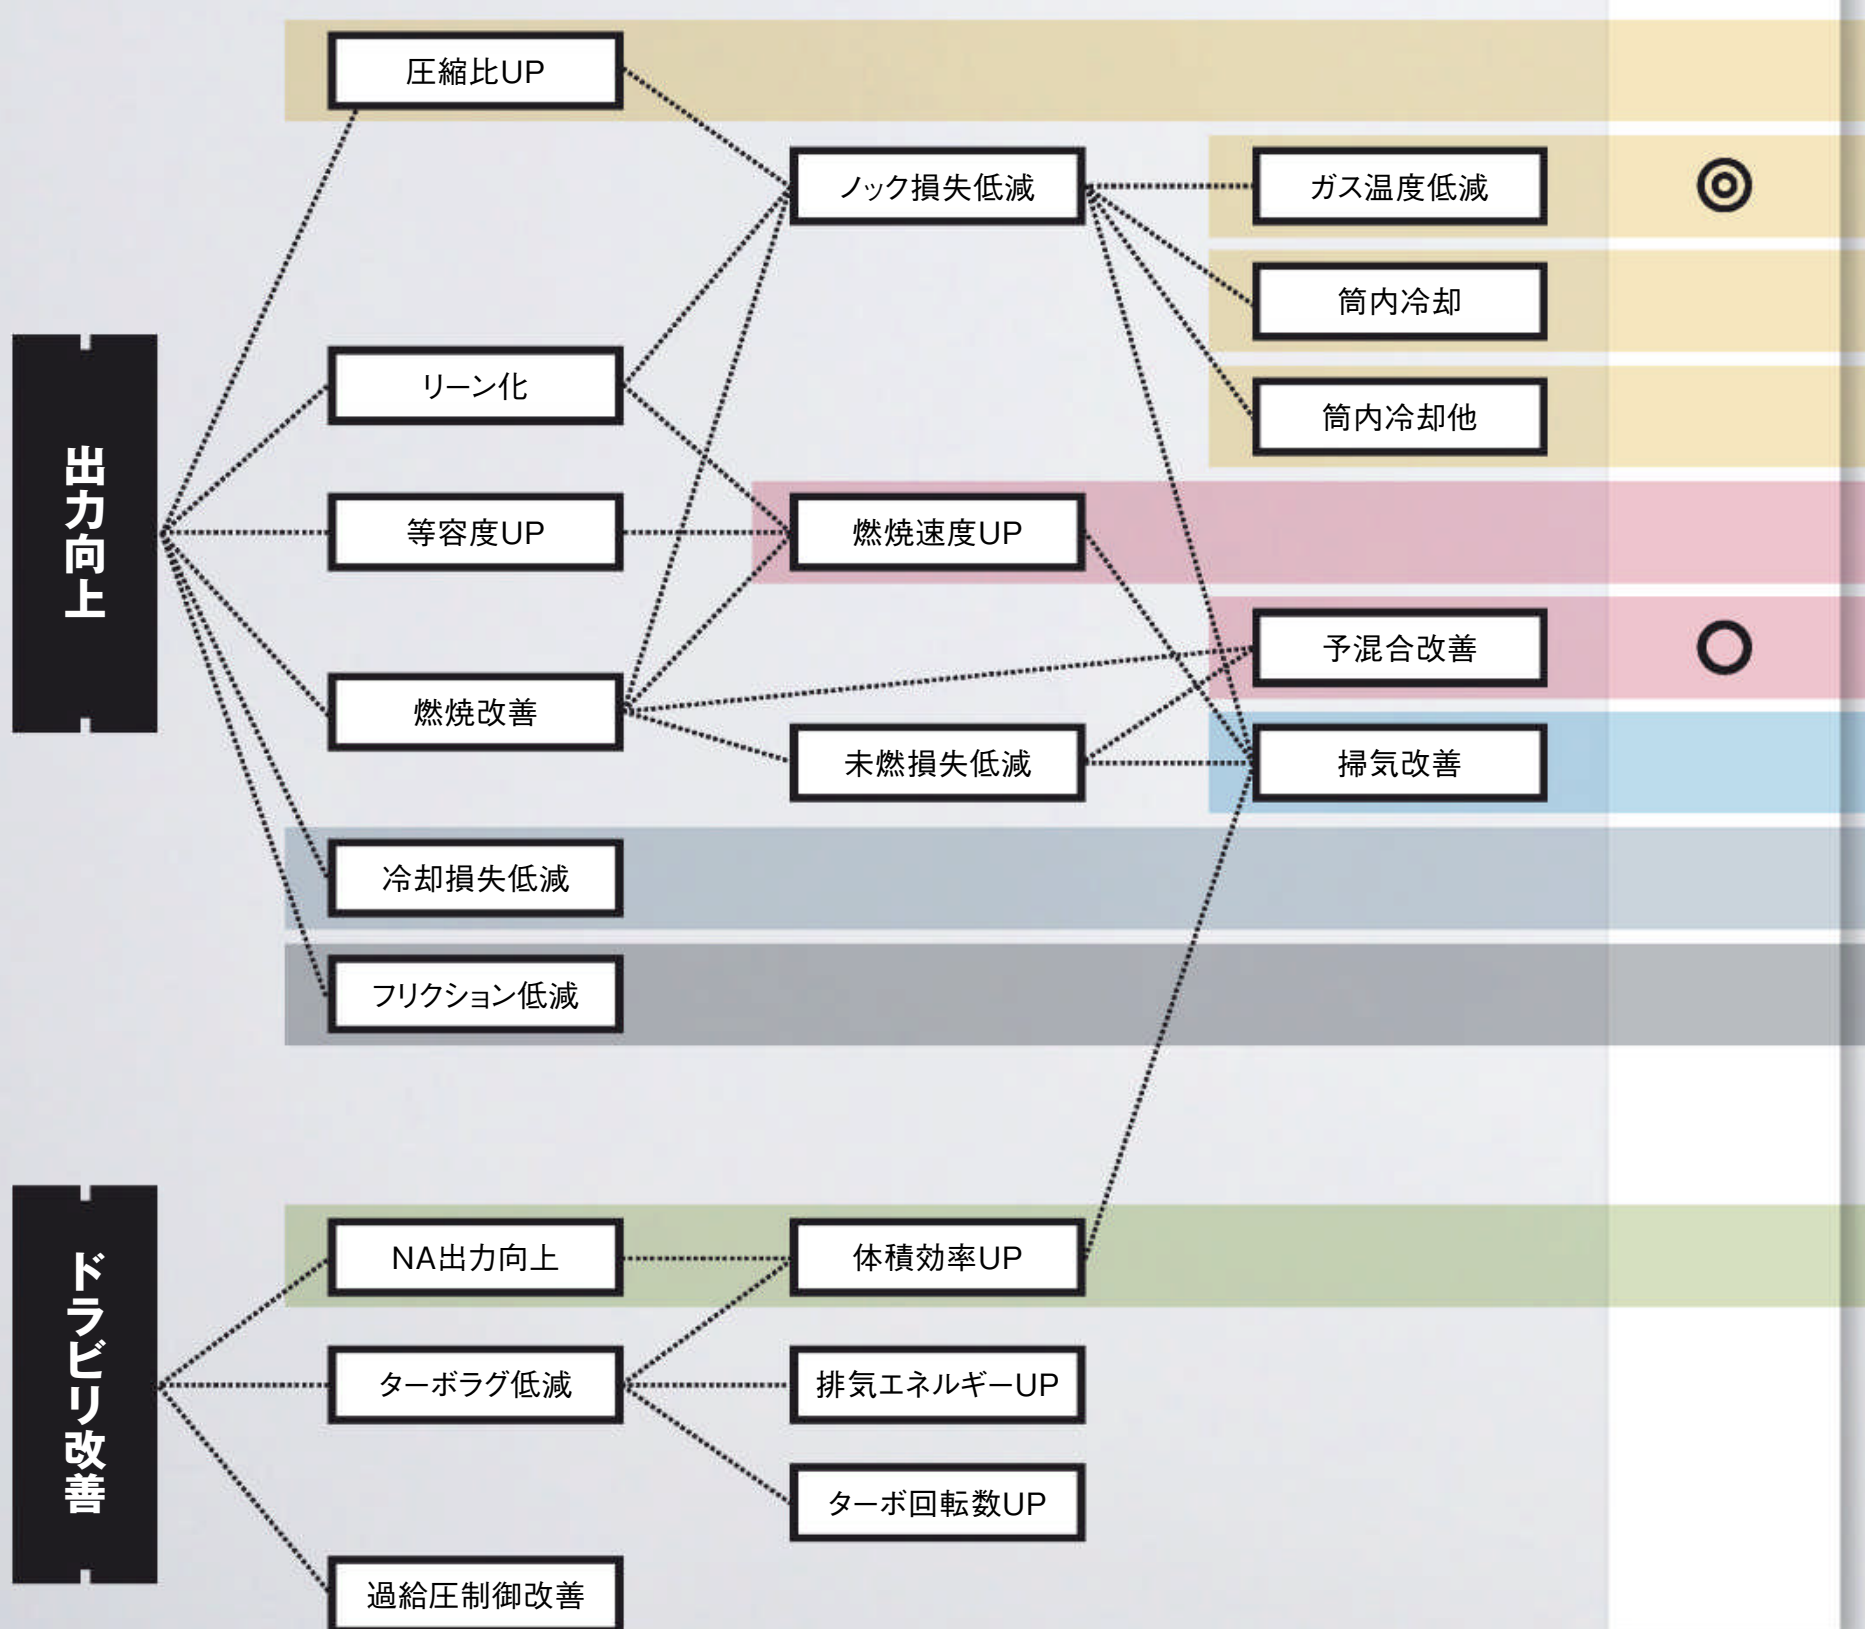 圧縮比UP
ノック損失低減
ガス温度低減
◎
筒内冷却
リーン化
筒内冷却他
出力向上
等容度UP
燃焼速度UP
予混合改善
○
燃焼改善
未燃損失低減
掃気改善
冷却損失低減
フリクション低減
ドラビリ改善
NA出力向上
体積効率UP
ターボラグ低減
排気エネルギーUP
ターボ回転数UP
過給圧制御改善